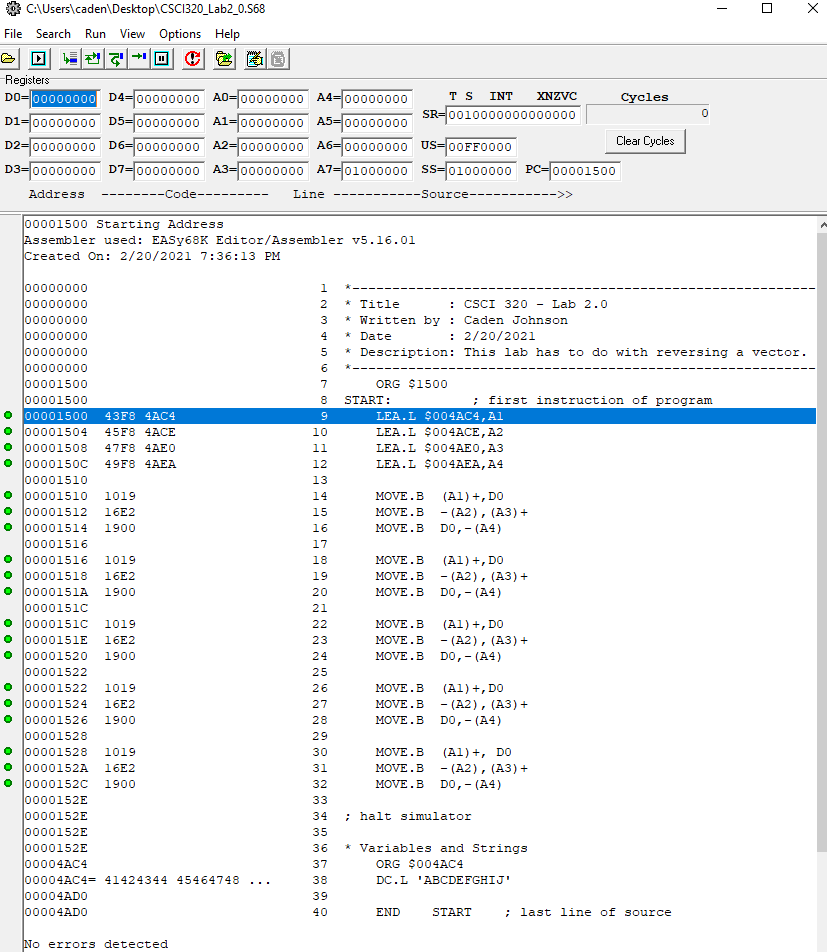 C:\Users\caden\Desktop\CSCI320_Lab2_0.S68
File Search Run View Options Help
Registers
D0= 00000000 D4= 00000000 A0= 00000000 A4= 00000000 T S INT XNZVC Cycles
D1= 00000000 D5= 00000000 A1= 00000000 A5= 00000000 SR= 0010000000000000 0
D2= 00000000 D6= 00000000 A2= 00000000 A6= 00000000 US= 00FF0000 Clear Cycles
D3= 00000000 D7= 00000000 A3= 00000000 A7= 01000000 SS= 01000000 PC= 00001500
Address ---------Code--------- Line ------------Source----------->>
00001500 Starting Address
Assembler used: EASy68K Editor/Assembler v5.16.01
Created On: 2/20/2021 7:36:13 PM
00000000 1 *-----------------------------------------------------------
00000000 2 * Title : CSCI 320 - Lab 2.0
00000000 3 * Written by : Caden Johnson
00000000 4 * Date : 2/20/2021
00000000 5 * Description: This lab has to do with reversing a vector.
00000000 6 *-----------------------------------------------------------
00001500 7 ORG $1500
00001500 8 START: ; first instruction of program
00001500 43F8 4AC4 9 LEA.L $004AC4,A1
00001504 45F8 4ACE 10 LEA.L $004ACE,A2
00001508 47F8 4AE0 11 LEA.L $004AE0,A3
0000150C 49F8 4AEA 12 LEA.L $004AEA,A4
00001510 13
00001510 1019 14 MOVE.B (A1)+,D0
00001512 16E2 15 MOVE.B -(A2),(A3)+
00001514 1900 16 MOVE.B D0,-(A4)
00001516 17
00001516 1019 18 MOVE.B (A1)+,D0
00001518 16E2 19 MOVE.B -(A2),(A3)+
0000151A 1900 20 MOVE.B D0,-(A4)
0000151C 21
0000151C 1019 22 MOVE.B (A1)+,D0
0000151E 16E2 23 MOVE.B -(A2),(A3)+
00001520 1900 24 MOVE.B D0,-(A4)
00001522 25
00001522 1019 26 MOVE.B (A1)+,D0
00001524 16E2 27 MOVE.B -(A2),(A3)+
00001526 1900 28 MOVE.B D0,-(A4)
00001528 29
00001528 1019 30 MOVE.B (A1)+, D0
0000152A 16E2 31 MOVE.B -(A2),(A3)+
0000152C 1900 32 MOVE.B D0,-(A4)
0000152E 33
0000152E 34 ; halt simulator
0000152E 35
0000152E 36 * Variables and Strings
00004AC4 37 ORG $004AC4
00004AC4= 41424344 45464748 ... 38 DC.L 'ABCDEFGHIJ'
00004AD0 39
00004AD0 40 END START ; last line of source
No errors detected